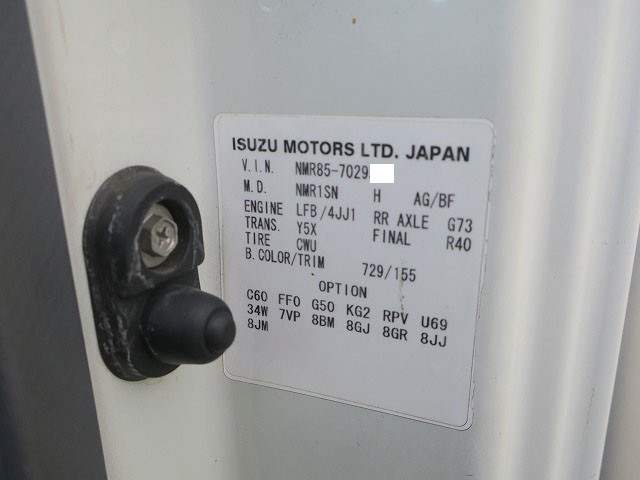 ISUZU MOTORS LTD. JAPAN
V.I.N. NMR85-7029
M.D. NMR1SN H AG/BF
ENGINE LFB/4JJ1 RR AXLE G73
TRANS. Y5X FINAL R40
TIRE CWU
B.COLOR/TRIM 729/155
OPTION
C60 FF0 G50 KG2 RPV U69
34W 7VP 8BM 8GJ 8GR 8JJ
8JM